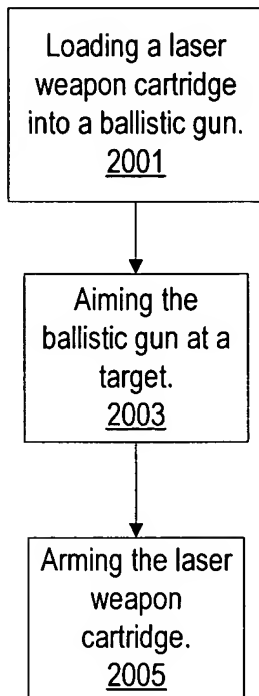 Loading a laser
weapon cartridge
into a ballistic gun.
2001
Aiming the
ballistic gun at a
target.
2003
Arming the laser
weapon
cartridge.
2005